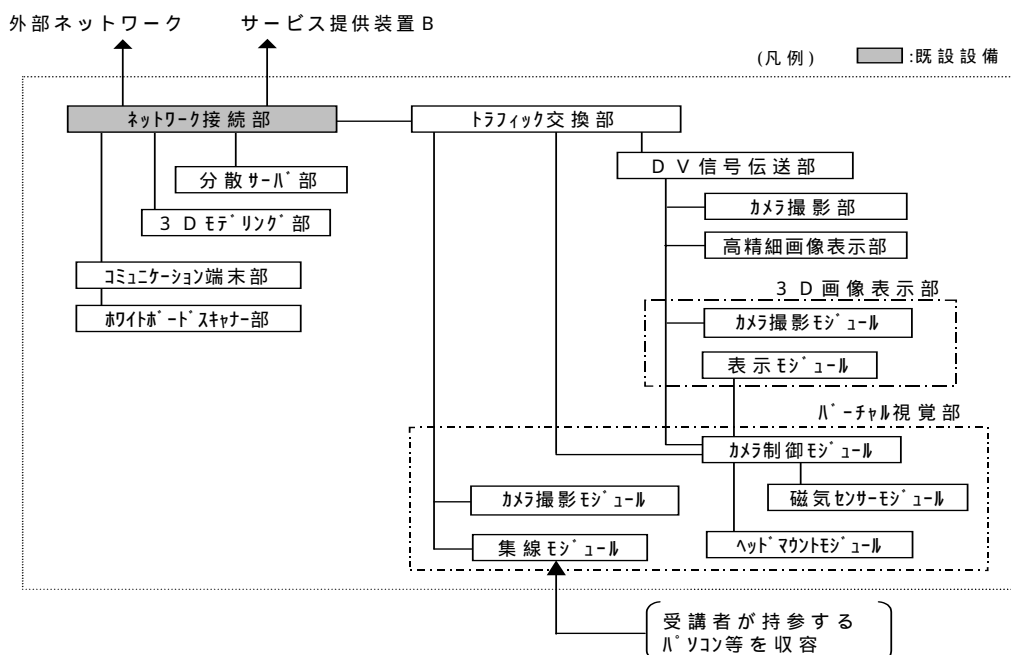 外部ネットワーク
サービス提供装置B
(凡例)
:既設設備
ﾈｯﾄﾜｰｸ接続部
ﾄﾗﾌｨｯｸ交換部
分散ｻｰﾊﾞ部
DV信号伝送部
3Dﾓﾃﾞﾘﾝｸﾞ部
ｶﾒﾗ撮影部
高精細画像表示部
ｺﾐｭﾆｹｰｼｮﾝ端末部
3D画像表示部
ﾎﾜｲﾄﾎﾞｰﾄﾞｽｷｬﾅｰ部
ｶﾒﾗ撮影ﾓｼﾞｭｰﾙ
表示ﾓｼﾞｭｰﾙ
ﾊﾞｰﾁｬﾙ視覚部
ｶﾒﾗ制御ﾓｼﾞｭｰﾙ
ｶﾒﾗ撮影ﾓｼﾞｭｰﾙ
磁気ｾﾝｻｰﾓｼﾞｭｰﾙ
集線ﾓｼﾞｭｰﾙ
ﾍｯﾄﾞﾏｳﾝﾄﾓｼﾞｭｰﾙ
受講者が持参する
ﾊﾟｿｺﾝ等を収容